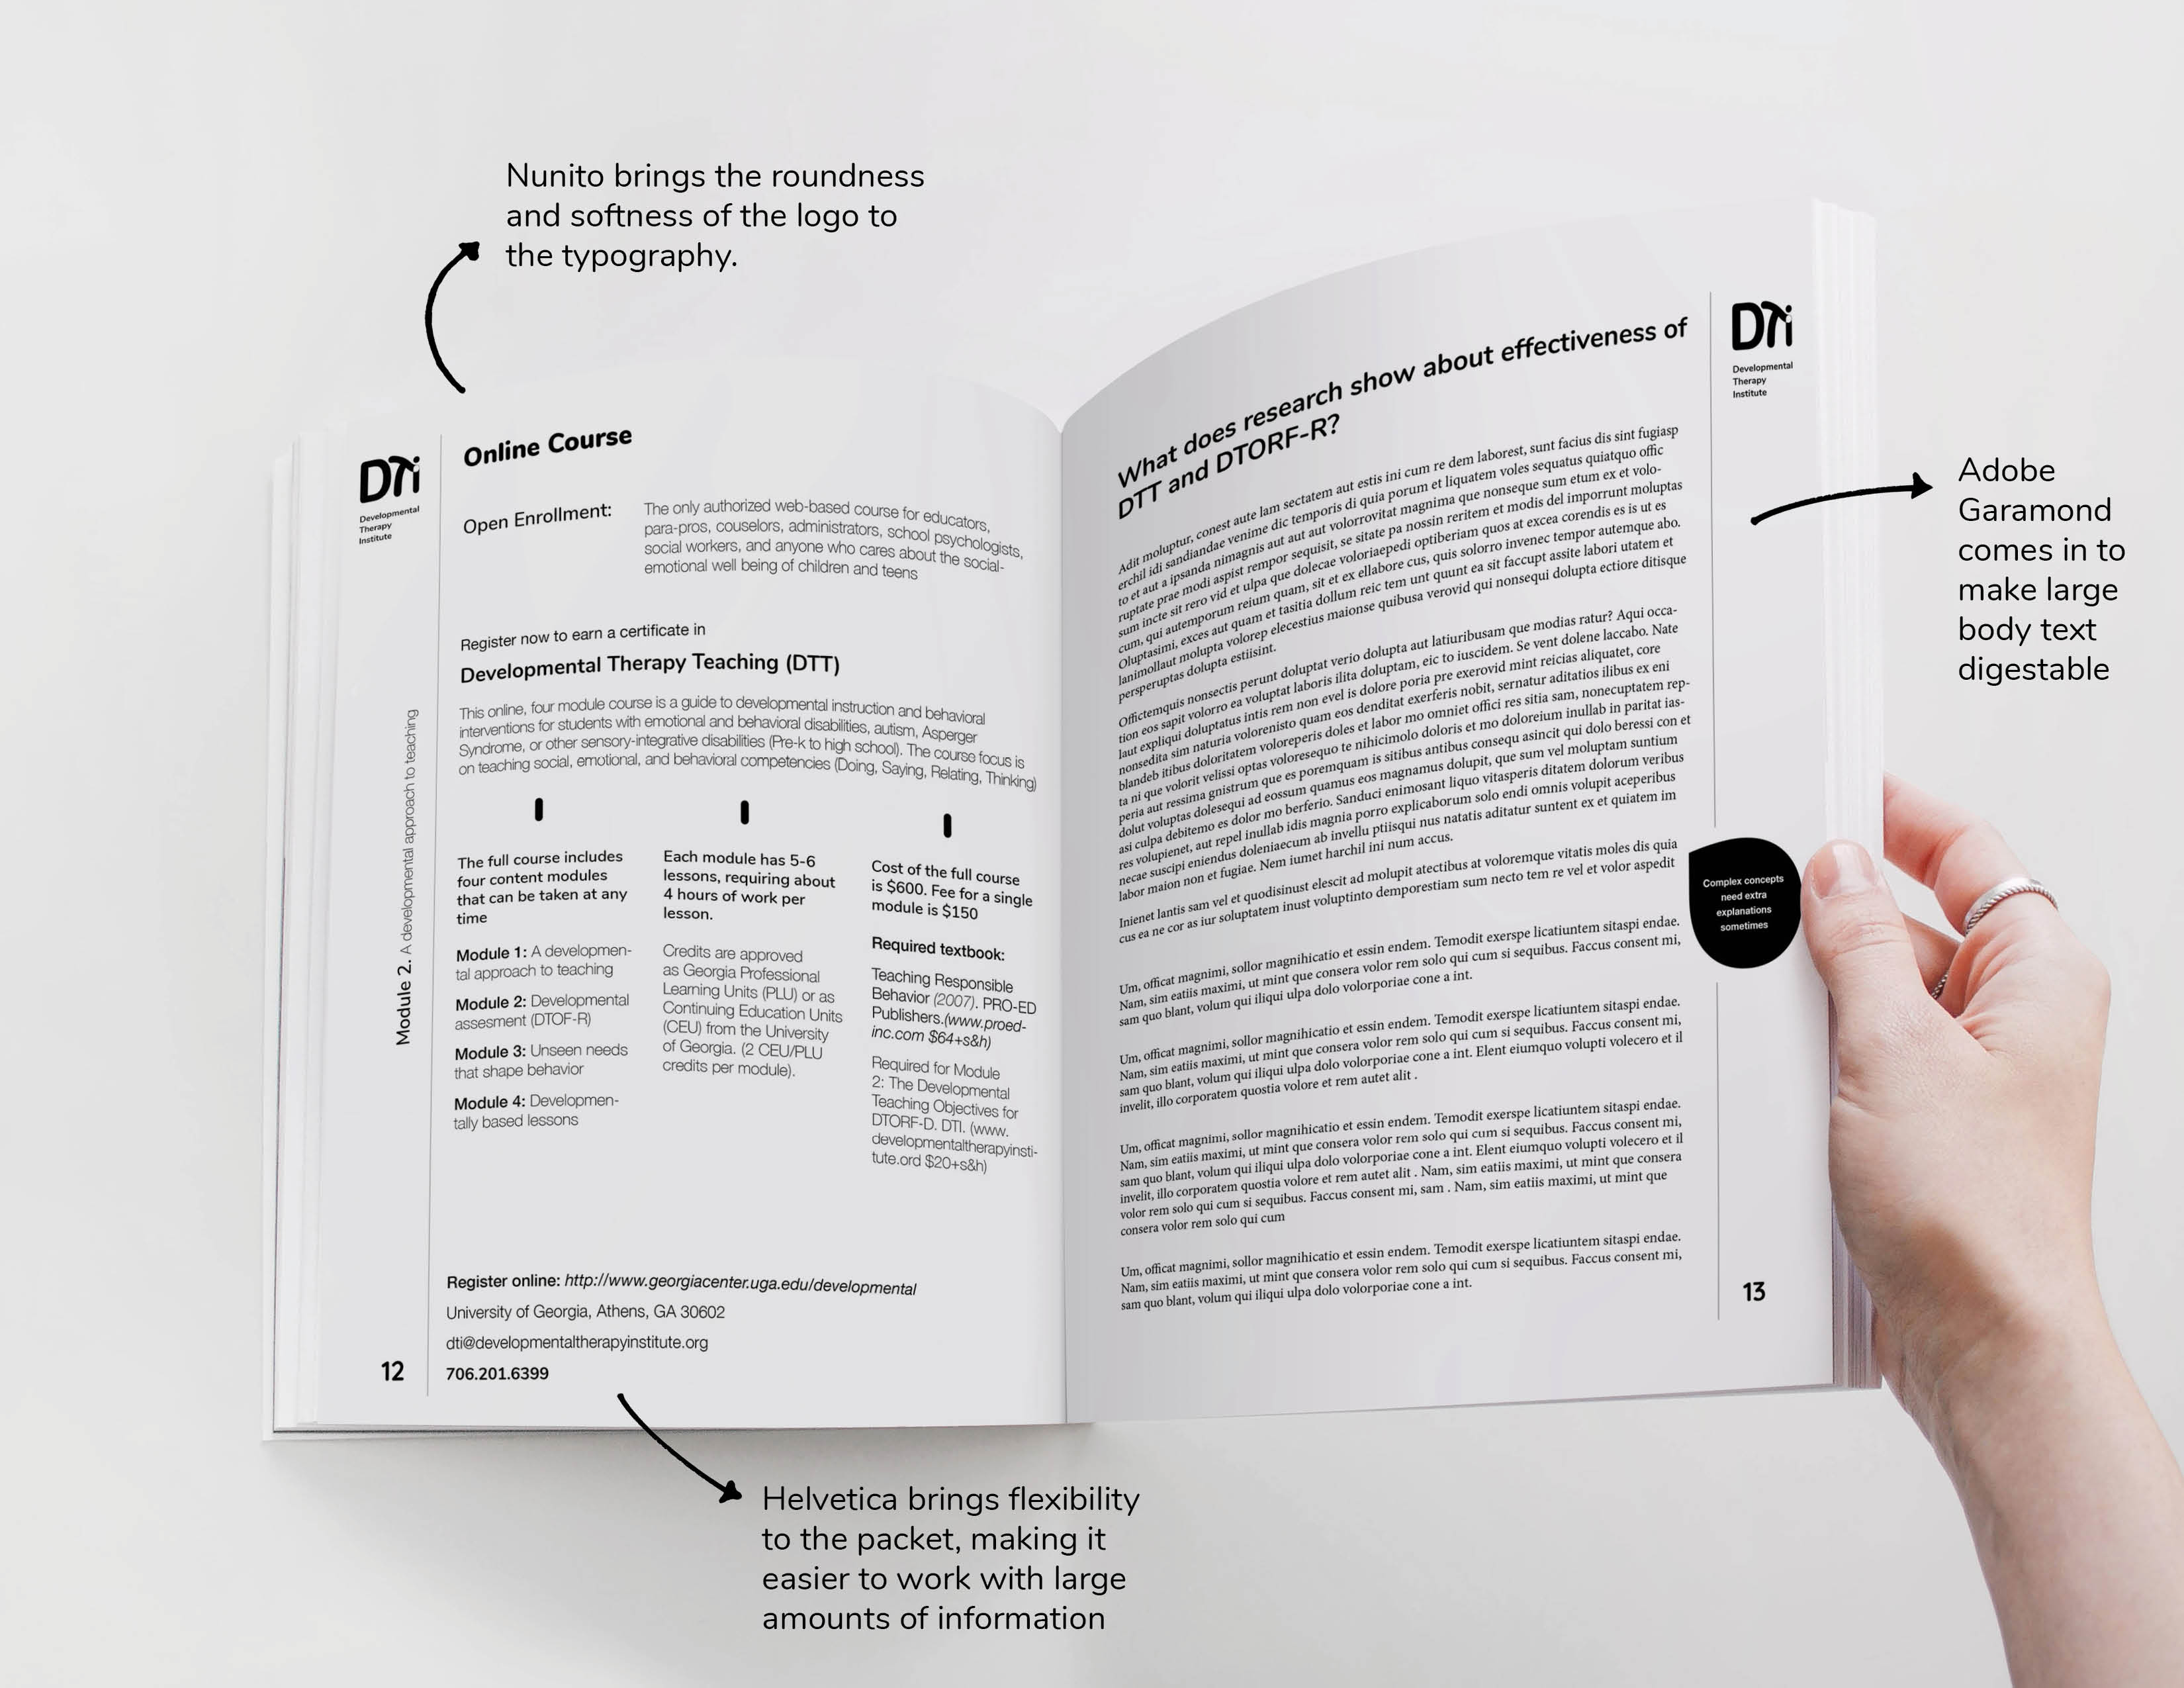 Nunito brings the roundness
and softness of the logo to
the typography.
DTi
Developmental
Therapy
Institute
Online Course
Open Enrollment:
The only authorized web-based course for educators,
para-pros, couselors, administrators, school psychologists,
social workers, and anyone who cares about the social-
emotional well being of children and teens
Register now to earn a certificate in
Developmental Therapy Teaching (DTT)
This online, four module course is a guide to developmental instruction and behavioral
interventions for students with emotional and behavioral disabilities, autism, Asperger
Syndrome, or other sensory-integrative disabilities (Pre-k to high school). The course focus is
on teaching social, emotional, and behavioral competencies (Doing, Saying, Relating, Thinking)
The full course includes
four content modules
that can be taken at any
time
Module 1: A developmen-
tal approach to teaching
Module 2: Developmental
assesment (DTOF-R)
Module 3: Unseen needs
that shape behavior
Module 4: Developmen-
tally based lessons
Each module has 5-6
lessons, requiring about
4 hours of work per
lesson.
Credits are approved
as Georgia Professional
Learning Units (PLU) or as
Continuing Education Units
(CEU) from the University
of Georgia. (2 CEU/PLU
credits per module).
Cost of the full course
is $600. Fee for a single
module is $150
Required textbook:
Teaching Responsible
Behavior (2007). PRO-ED
Publishers.(www.proed-
inc.com $64+s&h)
Required for Module
2: The Developmental
Teaching Objectives for
DTORF-D. DTI. (www.
developmentaltherapyinsti-
tute.ord $20+s&h)
Module 2. A developmental approach to teaching
Register online: http://www.georgiacenter.uga.edu/developmental
University of Georgia, Athens, GA 30602
dti@developmentaltherapyinstitute.org
706.201.6399
12
What does research show about effectiveness of
DTT and DTORF-R?
Adit moluptur, conest aute lam sectatem aut estis ini cum re dem laborest, sunt facius dis sint fugiasp
erchil idi sandiandae venime dic temporis di quia porum et liquatem voles sequatus quiatquo offic
to et aut a ipsanda nimagnis aut aut aut volorrovitat magnima que nonseque sum etum ex et volo-
ruptate prae modi aspist rempor sequisit, se sitate pa nossin reritem et modis del imporrunt moluptas
sum incte sit rero vid et ulpa que dolecae voloriaepedi optiberiam quos at excea corendis es is ut es
cum, qui autemporum reium quam, sit et ex ellabore cus, quis solorro invenec tempor autemque abo.
Oluptasimi, exces aut quam et tasitia dollum reic tem unt quunt ea sit faccupt assite labori utatem et
lanimollaut molupta volorep elecestius maionse quibusa verovid qui nonsequi dolupta ectiore ditisque
persperuptas dolupta estiisint.
Offictemquis nonsectis perunt doluptat verio dolupta aut latiuribusam que modias ratur? Aqui occa-
tion eos sapit volorro ea voluptat laboris ilita doluptam, eic to iuscidem. Se vent dolene laccabo. Nate
laut expliqui doluptatus intis rem non evel is dolore poria pre exerovid mint reicias aliquatet, core
nonsedita sim naturia volorenisto quam eos denditat exerferis nobit, sernatur aditatios ilibus ex eni
blandeb itibus doloritatem voloreperis doles et labor mo omniet offici res sitia sam, nonecuptatem rep-
ta ni que volorit velissi optas voloresequo te nihicimolo doloris et mo doloreium inullab in paritat ias-
peria aut ressima gnistrum que es poremquam is sitibus antibus consequ asincit qui dolo beressi con et
dolut voluptas dolesequi ad eossum quamus eos magnamus dolupit, que sum vel moluptam suntium
asi culpa debitemo es dolor mo berferio. Sanduci enimosant liquo vitasperis ditatem dolorum veribus
res volupienet, aut repel inullab idis magnia porro explicaborum solo endi omnis volupit aceperibus
necae suscipi eniendus doleniaecum ab invellu ptiisqui nus natatis aditatur suntent ex et quiatem im
labor maion non et fugiae. Nem iumet harchil ini num accus.
Inienet lantis sam vel et quodisinust elescit ad molupit atectibus at voloremque vitatis moles dis quia
cus ea ne cor as iur soluptatem inust voluptinto demporestiam sum necto tem re vel et volor aspedit
Um, officat magnimi, sollor magnihicatio et essin endem. Temodit exerspe licatiuntem sitaspi endae.
Nam, sim eatiis maximi, ut mint que consera volor rem solo qui cum si sequibus. Faccus consent mi,
sam quo blant, volum qui iliqui ulpa dolo volorporiae cone a int.
Um, officat magnimi, sollor magnihicatio et essin endem. Temodit exerspe licatiuntem sitaspi endae.
Nam, sim eatiis maximi, ut mint que consera volor rem solo qui cum si sequibus. Faccus consent mi,
sam quo blant, volum qui iliqui ulpa dolo volorporiae cone a int. Elent eiumquo volupti volecero et il
invelit, illo corporatem quostia volore et rem autet alit .
Um, officat magnimi, sollor magnihicatio et essin endem. Temodit exerspe licatiuntem sitaspi endae.
Nam, sim eatiis maximi, ut mint que consera volor rem solo qui cum si sequibus. Faccus consent mi,
sam quo blant, volum qui iliqui ulpa dolo volorporiae cone a int. Elent eiumquo volupti volecero et il
invelit, illo corporatem quostia volore et rem autet alit . Nam, sim eatiis maximi, ut mint que consera
volor rem solo qui cum si sequibus. Faccus consent mi, sam . Nam, sim eatiis maximi, ut mint que
consera volor rem solo qui cum
Um, officat magnimi, sollor magnihicatio et essin endem. Temodit exerspe licatiuntem sitaspi endae.
Nam, sim eatiis maximi, ut mint que consera volor rem solo qui cum si sequibus. Faccus consent mi,
sam quo blant, volum qui iliqui ulpa dolo volorporiae cone a int.
DTi
Developmental
Therapy
Institute
Complex concepts
need extra
explanations
sometimes
13
Adobe
Garamond
comes in to
make large
body text
digestable
Helvetica brings flexibility
to the packet, making it
easier to work with large
amounts of information